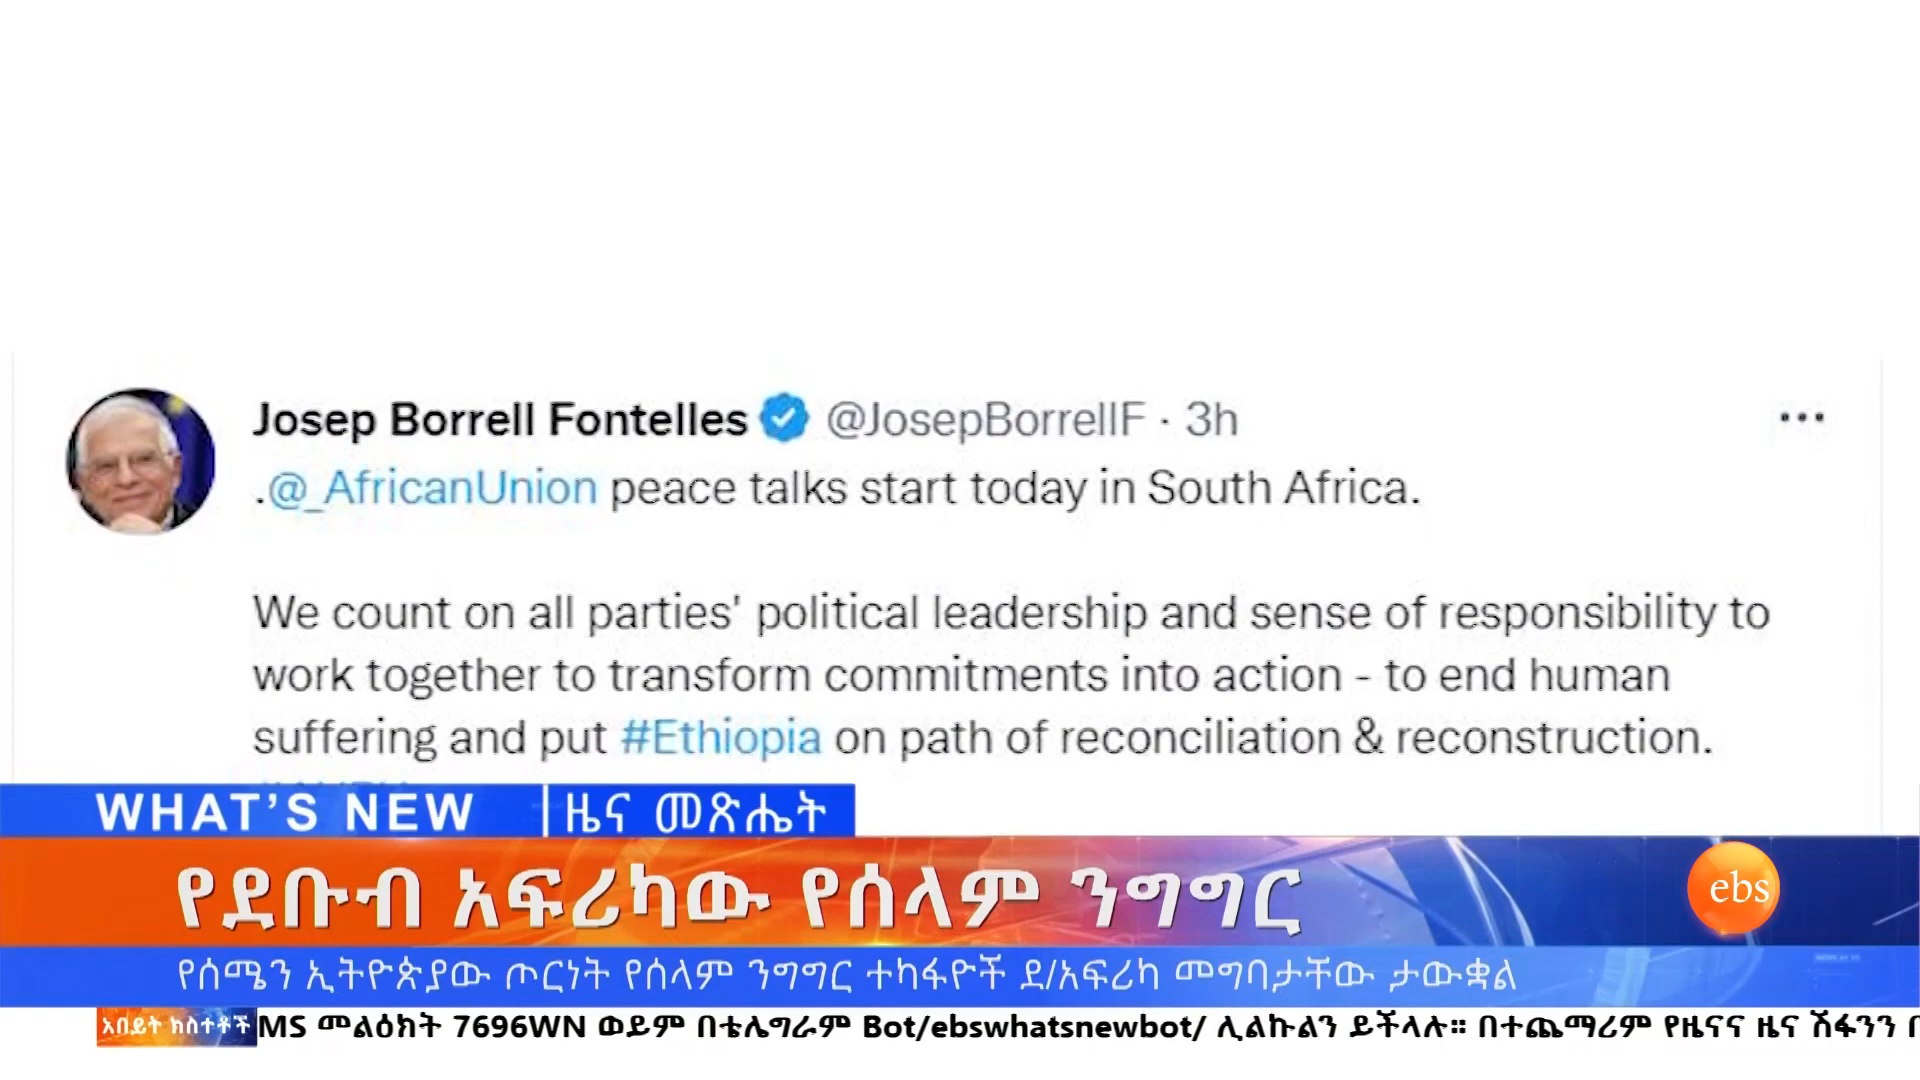 Josep Borrell Fontelles @JosepBorrellF · 3h
.@_AfricanUnion peace talks start today in South Africa.
We count on all parties' political leadership and sense of responsibility to
work together to transform commitments into action - to end human
suffering and put #Ethiopia on path of reconciliation & reconstruction.
WHAT'S NEW |ዜና መጽሔት
የደቡብ አፍሪካው የሰላም ንግግር
ebs
የሰሜን ኢትዮጵያው ጦርነት የሰላም ንግግር ተካፋዮች ደ/አፍሪካ መግባታቸው ታውቋል
አበይት ክስተቶች MS መልዕክት 7696WN ወይም በቴሌግራም Bot/ebswhatsnewbot/ ሊልኩልን ይችላሉ። በተጨማሪም የዜናና ዜና ሽፋንን